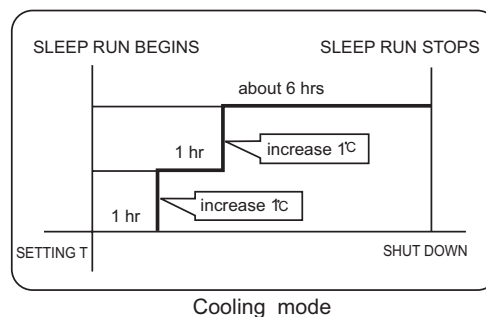 SLEEP RUN BEGINS
SLEEP RUN STOPS
about 6 hrs
1 hr
increase 1℃
1 hr
increase 1℃
SETTING T
SHUT DOWN
Cooling mode